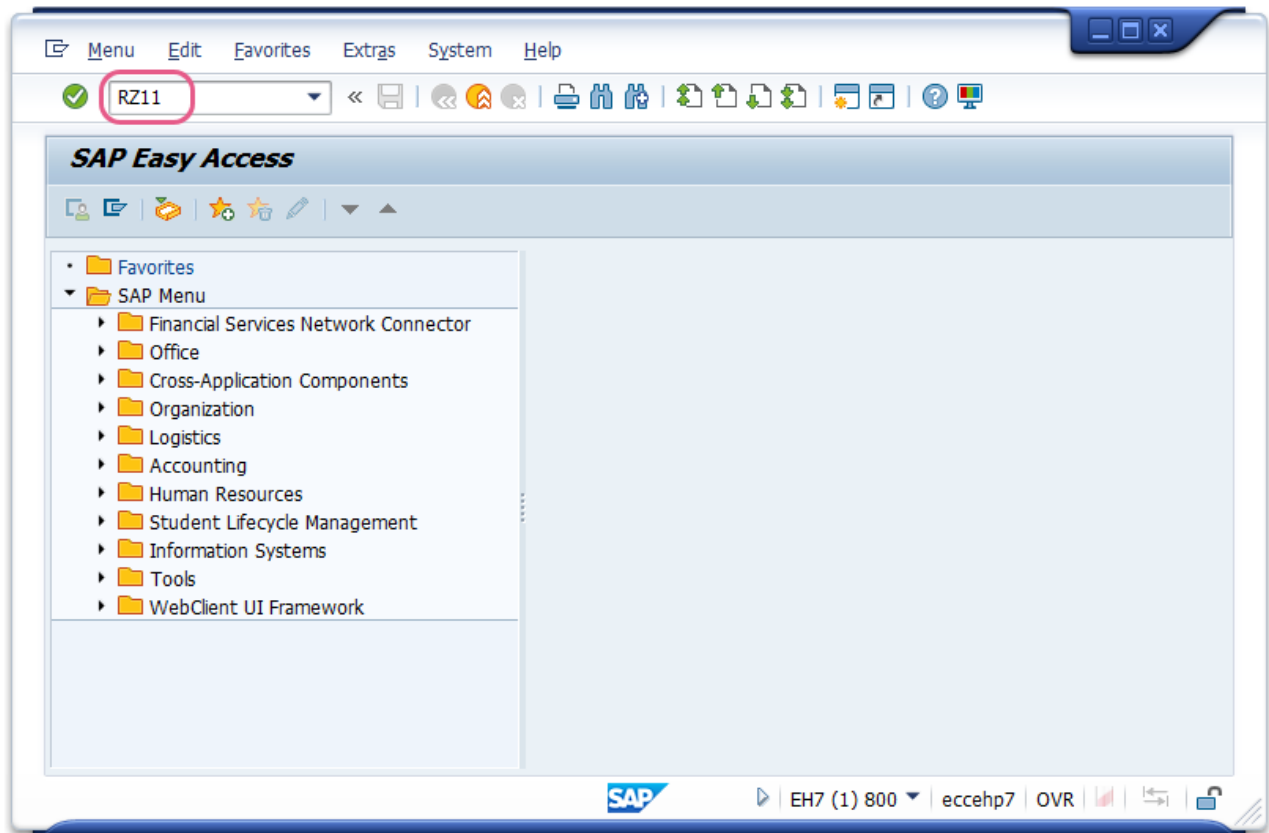 Menu Edit Favorites Extras System Help
RZ11
SAP Easy Access
Favorites
SAP Menu
Financial Services Network Connector
Office
Cross-Application Components
Organization
Logistics
Accounting
Human Resources
Student Lifecycle Management
Information Systems
Tools
WebClient UI Framework
SAP EH7 (1) 800 eccehp7 OVR